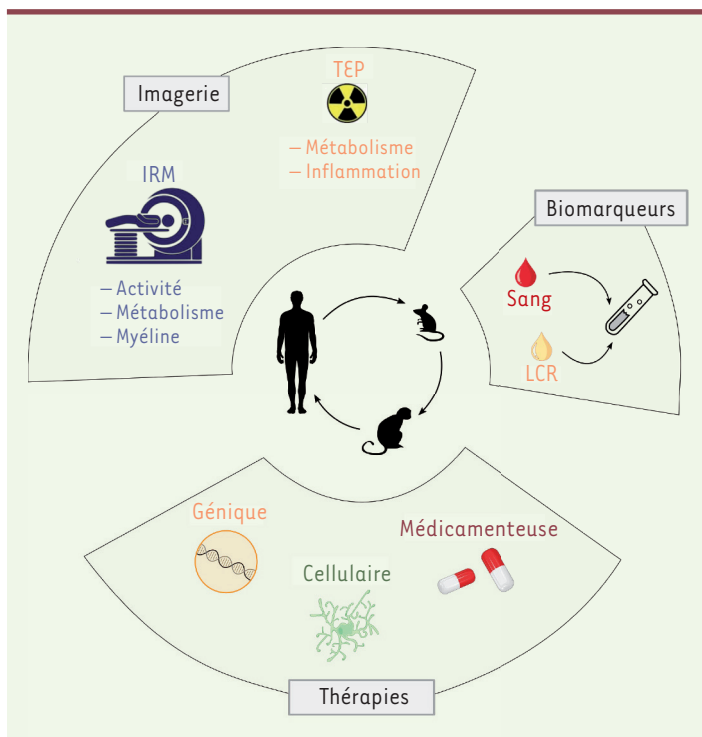 Imagerie
TEP
– Métabolisme
– Inflammation
IRM
– Activité
– Métabolisme
– Myéline
Biomarqueurs
Sang
LCR
Génique
Médicamenteuse
Cellulaire
Thérapies